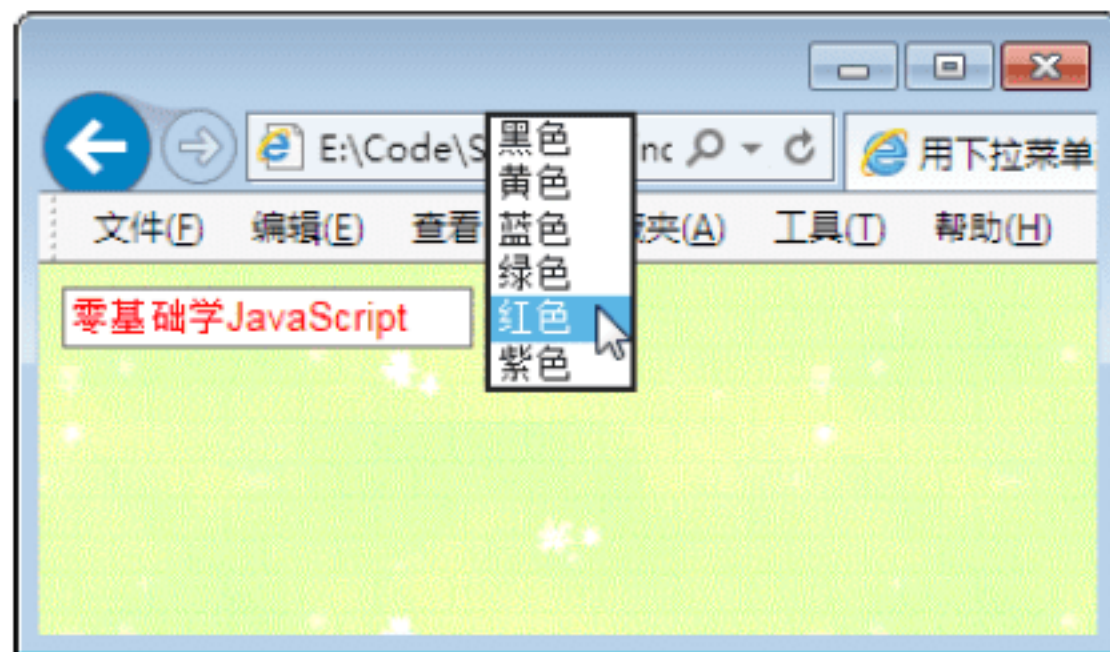 E:\Code\S
nc
用下拉菜单
文件(F) 编辑(E) 查看 夹(A) 工具(T) 帮助(H)
零基础学JavaScript
黑色
黄色
蓝色
绿色
红色
紫色